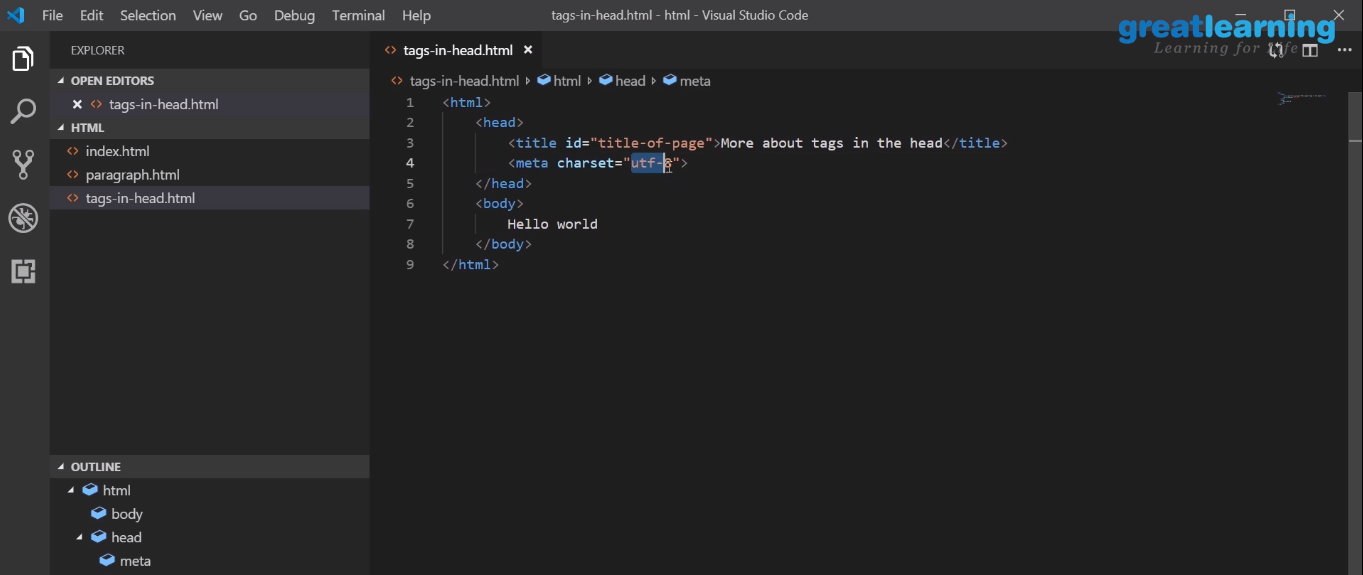 File Edit Selection View Go Debug Terminal Help tags-in-head.html - html - Visual Studio Code
greatlearning
Learning for Life
EXPLORER
OPEN EDITORS
tags-in-head.html
HTML
index.html
paragraph.html
tags-in-head.html
OUTLINE
html
body
head
meta
tags-in-head.html
tags-in-head.html html head meta
1 <html>
2 <head>
3 <title id="title-of-page">More about tags in the head</title>
4 <meta charset="utf-8">
5 </head>
6 <body>
7 Hello world
8 </body>
9 </html>